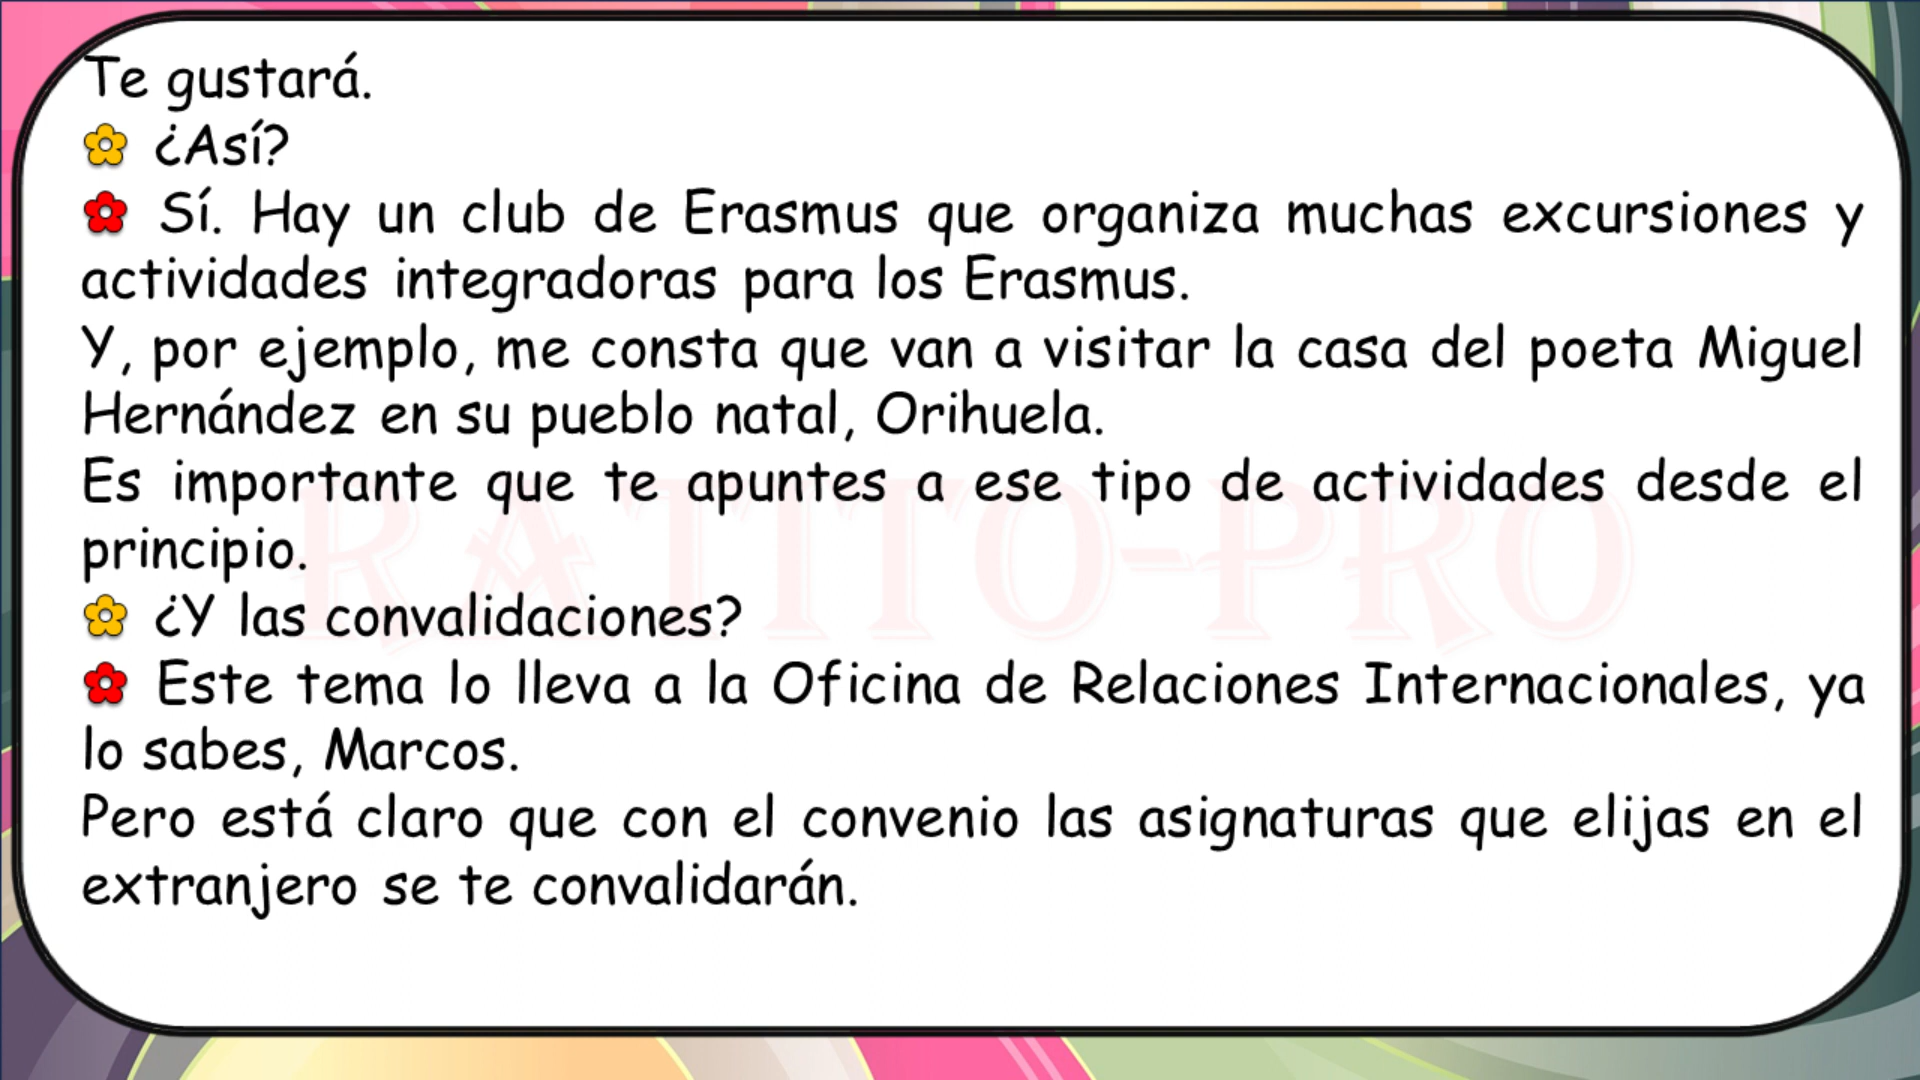 Te gustará.
¿Así?
Sí. Hay un club de Erasmus que organiza muchas excursiones y
actividades integradoras para los Erasmus.
Y, por ejemplo, me consta que van a visitar la casa del poeta Miguel
Hernández en su pueblo natal, Orihuela.
Es importante que te apuntes a ese tipo de actividades desde el
principio.
RATITO-PRO
¿Y las convalidaciones?
Este tema lo lleva a la Oficina de Relaciones Internacionales, ya
lo sabes, Marcos.
Pero está claro que con el convenio las asignaturas que elijas en el
extranjero se te convalidarán.